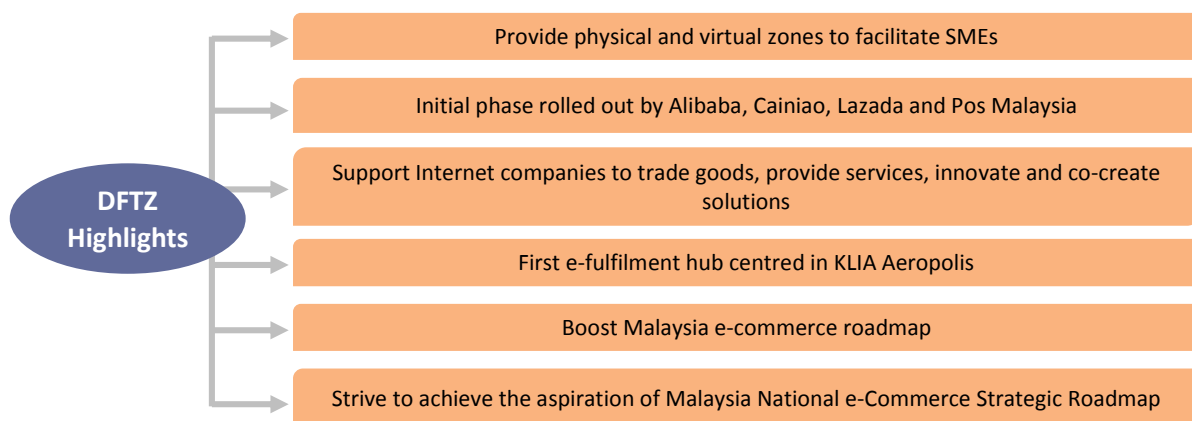 Provide physical and virtual zones to facilitate SMEs
Initial phase rolled out by Alibaba, Cainiao, Lazada and Pos Malaysia
Support Internet companies to trade goods, provide services, innovate and co-create
solutions
DFTZ
Highlights
First e-fulfilment hub centred in KLIA Aeropolis
Boost Malaysia e-commerce roadmap
Strive to achieve the aspiration of Malaysia National e-Commerce Strategic Roadmap